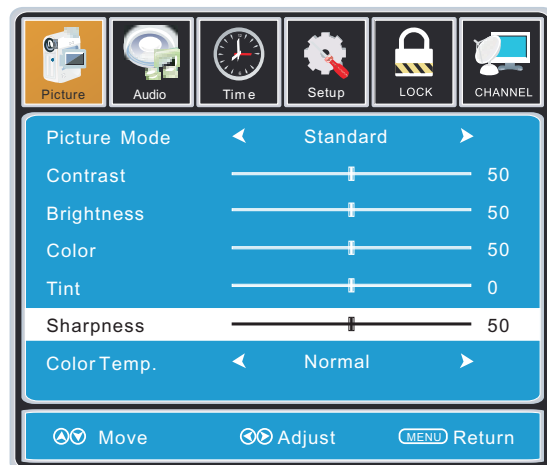 Picture Audio Time Setup LOCK CHANNEL
Picture Mode Standard
Contrast 50
Brightness 50
Color 50
Tint 0
Sharpness 50
Color Temp. Normal
Move Adjust MENU Return